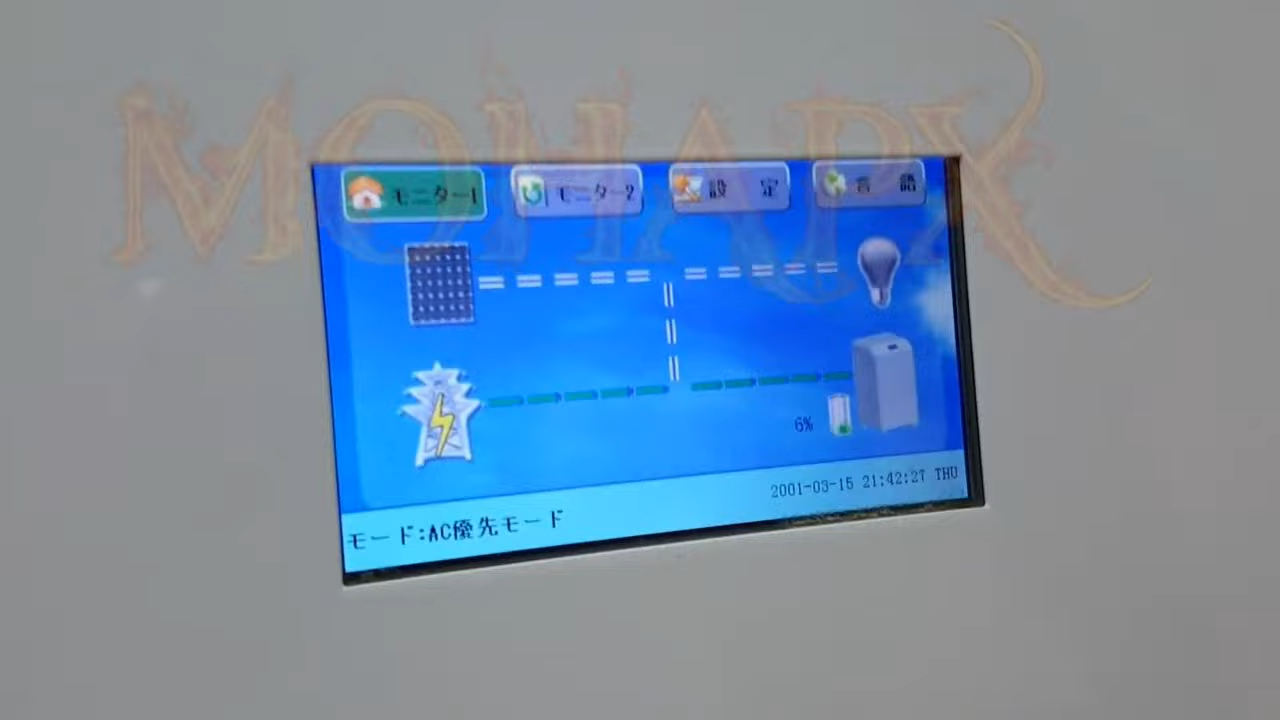 MOHAPX
モニター1
モニター2
設 定
言 語
6%
2001-03-15 21:42:27 THU
モード:AC優先モード